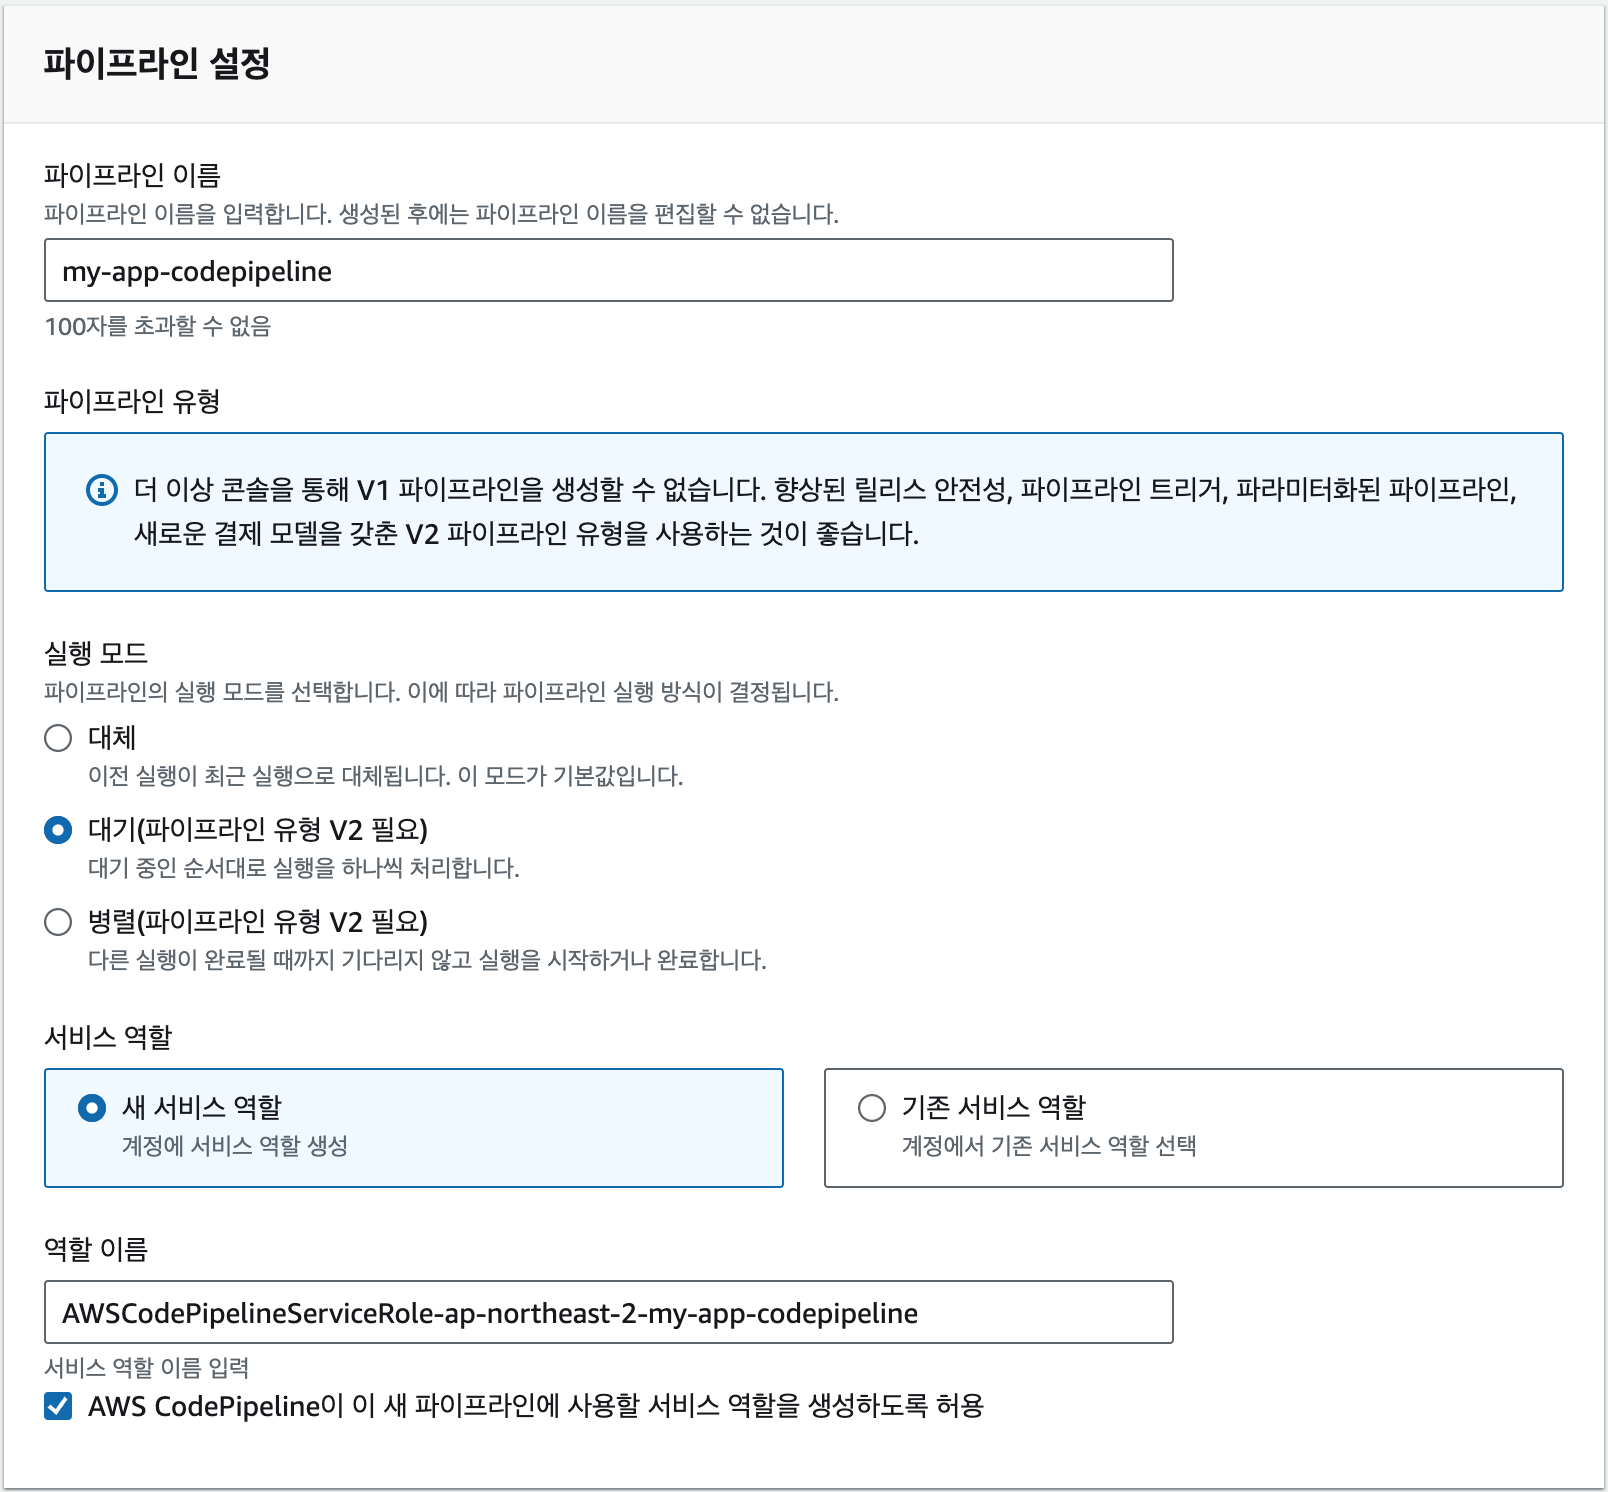 파이프라인 설정
파이프라인 이름
파이프라인 이름을 입력합니다. 생성된 후에는 파이프라인 이름을 편집할 수 없습니다.
my-app-codepipeline
100자를 초과할 수 없음
파이프라인 유형
더 이상 콘솔을 통해 V1 파이프라인을 생성할 수 없습니다. 향상된 릴리스 안전성, 파이프라인 트리거, 파라미터화된 파이프라인,
새로운 결제 모델을 갖춘 V2 파이프라인 유형을 사용하는 것이 좋습니다.
실행 모드
파이프라인의 실행 모드를 선택합니다. 이에 따라 파이프라인 실행 방식이 결정됩니다.
대체
이전 실행이 최근 실행으로 대체됩니다. 이 모드가 기본값입니다.
대기(파이프라인 유형 V2 필요)
대기 중인 순서대로 실행을 하나씩 처리합니다.
병렬(파이프라인 유형 V2 필요)
다른 실행이 완료될 때까지 기다리지 않고 실행을 시작하거나 완료합니다.
서비스 역할
새 서비스 역할
계정에 서비스 역할 생성
기존 서비스 역할
계정에서 기존 서비스 역할 선택
역할 이름
AWSCodePipelineServiceRole-ap-northeast-2-my-app-codepipeline
서비스 역할 이름 입력
AWS CodePipeline이 이 새 파이프라인에 사용할 서비스 역할을 생성하도록 허용